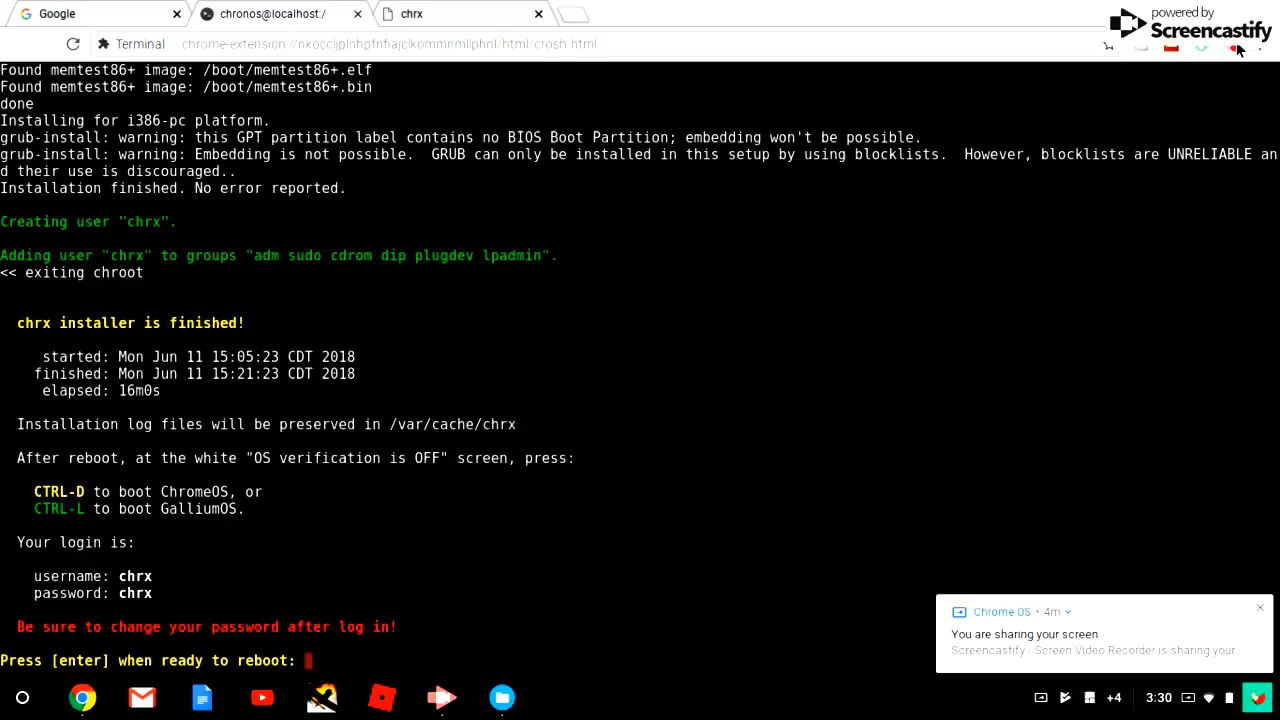 Google
chronos@localhost:/
chrx
powered by
Screencastify
Terminal
Found memtest86+ image: /boot/memtest86+.elf
Found memtest86+ image: /boot/memtest86+.bin
done
Installing for i386-pc platform.
grub-install: warning: this GPT partition label contains no BIOS Boot Partition; embedding won't be possible.
grub-install: warning: Embedding is not possible.  GRUB can only be installed in this setup by using blocklists.  However, blocklists are UNRELIABLE an
d their use is discouraged..
Installation finished. No error reported.
Creating user "chrx".
Adding user "chrx" to groups "adm sudo cdrom dip plugdev lpadmin".
<< exiting chroot
chrx installer is finished!
started: Mon Jun 11 15:05:23 CDT 2018
finished: Mon Jun 11 15:21:23 CDT 2018
elapsed: 16m0s
Installation log files will be preserved in /var/cache/chrx
After reboot, at the white "OS verification is OFF" screen, press:
CTRL-D to boot ChromeOS, or
CTRL-L to boot GalliumOS.
Your login is:
username: chrx
password: chrx
Be sure to change your password after log in!
Press [enter] when ready to reboot:
Chrome OS • 4m
You are sharing your screen
Screencastify - Screen Video Recorder is sharing your...
+4
3:30